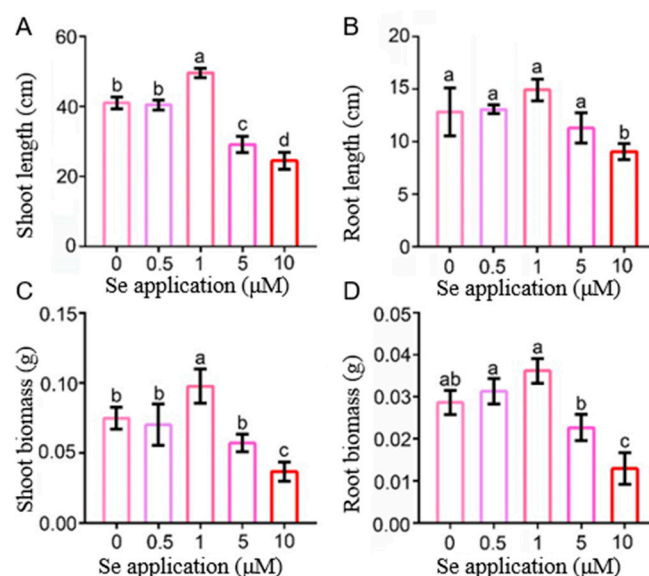 A
Shoot length (cm)
60
40
20
0
b b a c d
0 0.5 1 5 10
Se application (μM)
B
Root length (cm)
20
15
10
5
0
a a a a b
0 0.5 1 5 10
Se application (μM)
C
Shoot biomass (g)
0.15
0.10
0.05
0.00
b b a b c
0 0.5 1 5 10
Se application (μM)
D
Root biomass (g)
0.05
0.04
0.03
0.02
0.01
0.00
ab a a b c
0 0.5 1 5 10
Se application (μM)